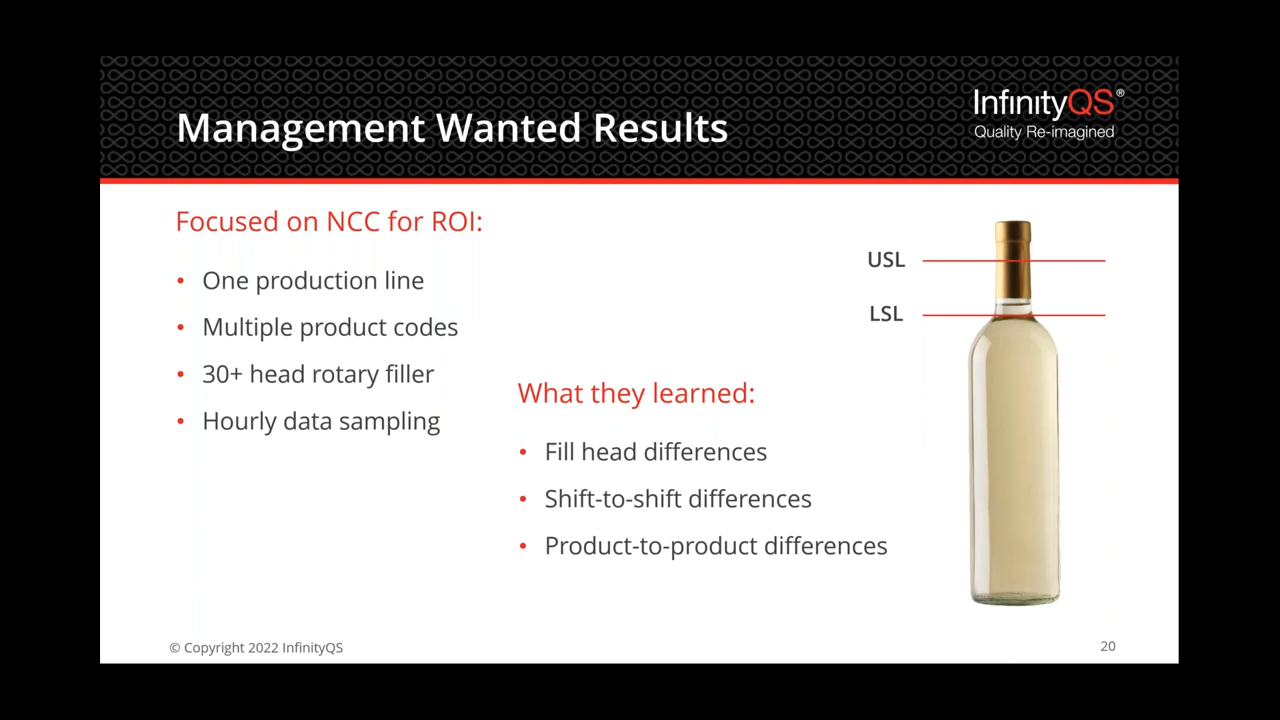 Management Wanted Results
InfinityQS®
Quality Re-imagined
Focused on NCC for ROI:
• One production line
• Multiple product codes
• 30+ head rotary filler
• Hourly data sampling
What they learned:
• Fill head differences
• Shift-to-shift differences
• Product-to-product differences
USL
LSL
© Copyright 2022 InfinityQS
20